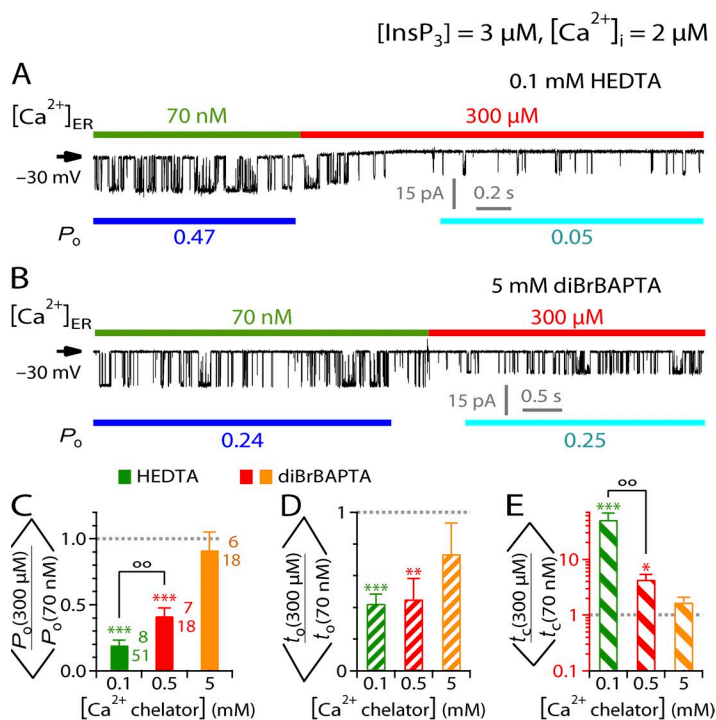 [InsP3] = 3 µM, [Ca2+]i = 2 µM
A
0.1 mM HEDTA
[Ca2+]ER
70 nM
300 µM
–30 mV
15 pA
0.2 s
Po
0.47
0.05
B
5 mM diBrBAPTA
[Ca2+]ER
70 nM
300 µM
–30 mV
15 pA
0.5 s
Po
0.24
0.25
HEDTA
diBrBAPTA
C
Po(300 µM)
Po(70 nM)
1.0
0.5
0.0
***
8
51
oo
***
7
18
6
18
0.1
0.5
5
[Ca2+ chelator] (mM)
D
to(300 µM)
to(70 nM)
1
0
***
**
0.1
0.5
5
[Ca2+ chelator] (mM)
E
tc(300 µM)
tc(70 nM)
10
1
0.1
***
oo
*
0.1
0.5
5
[Ca2+ chelator] (mM)